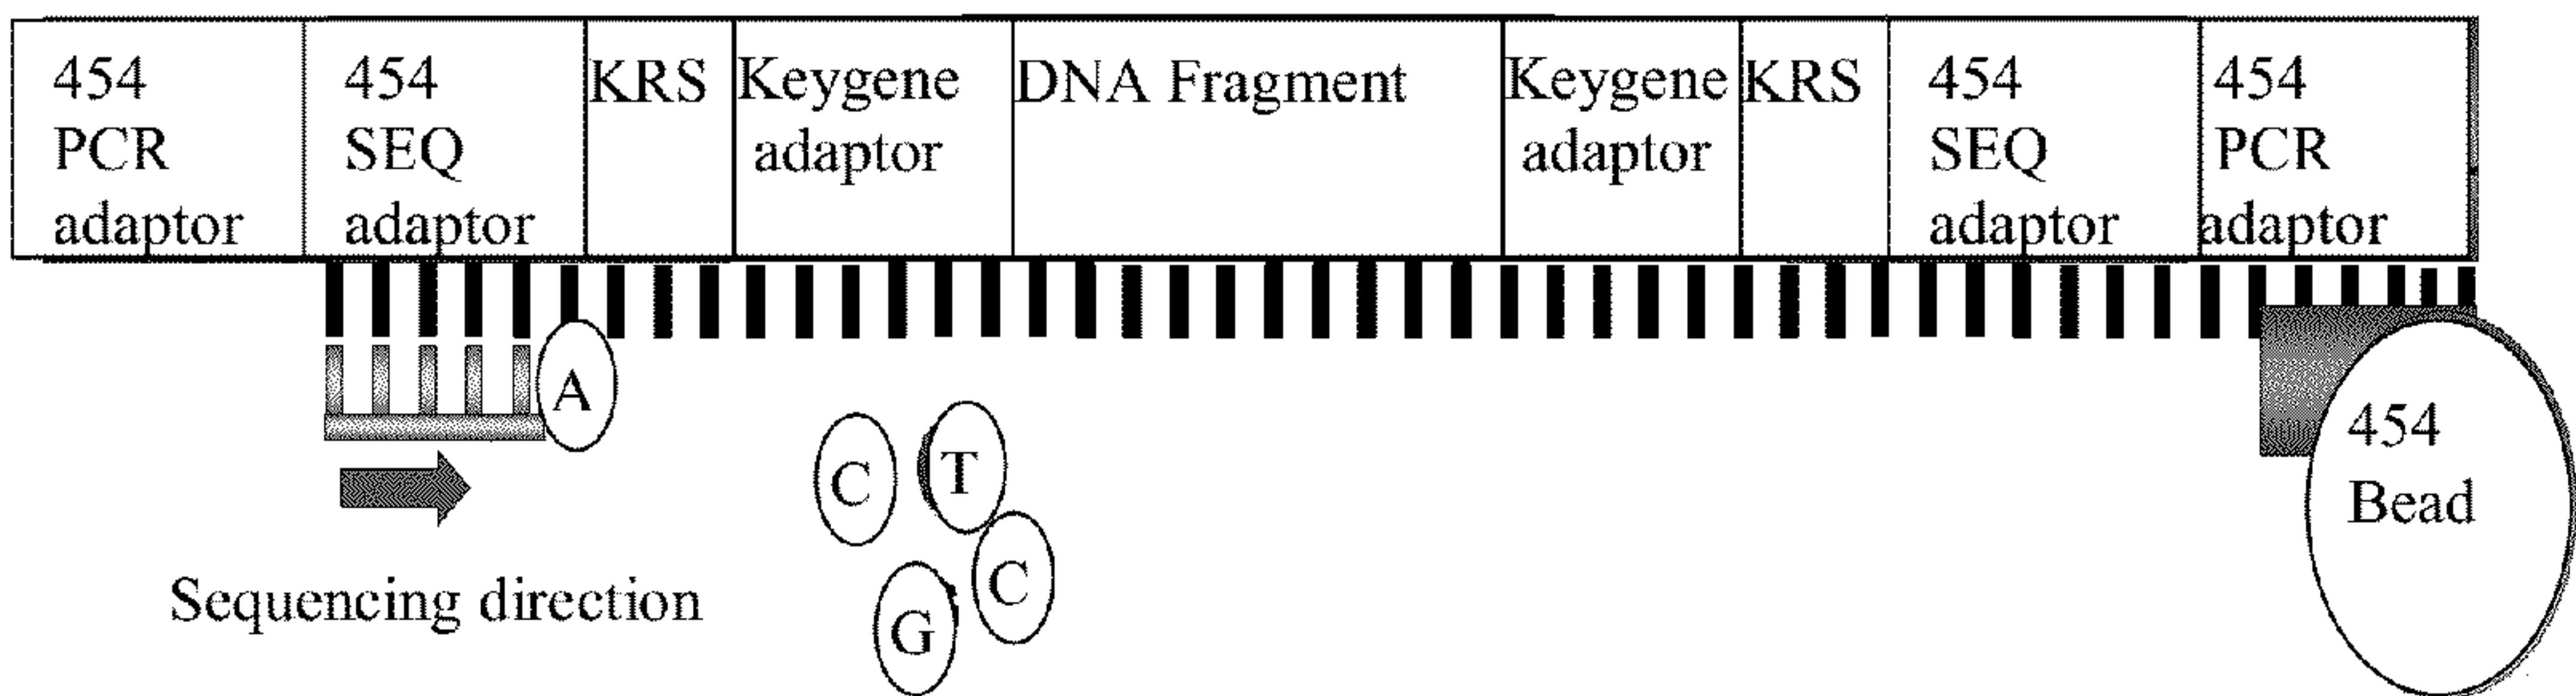 454
PCR
adaptor
454
SEQ
adaptor
KRS
Keygene
adaptor
DNA Fragment
Keygene
adaptor
KRS
454
SEQ
adaptor
454
PCR
adaptor
A
C
T
C
G
454
Bead
Sequencing direction